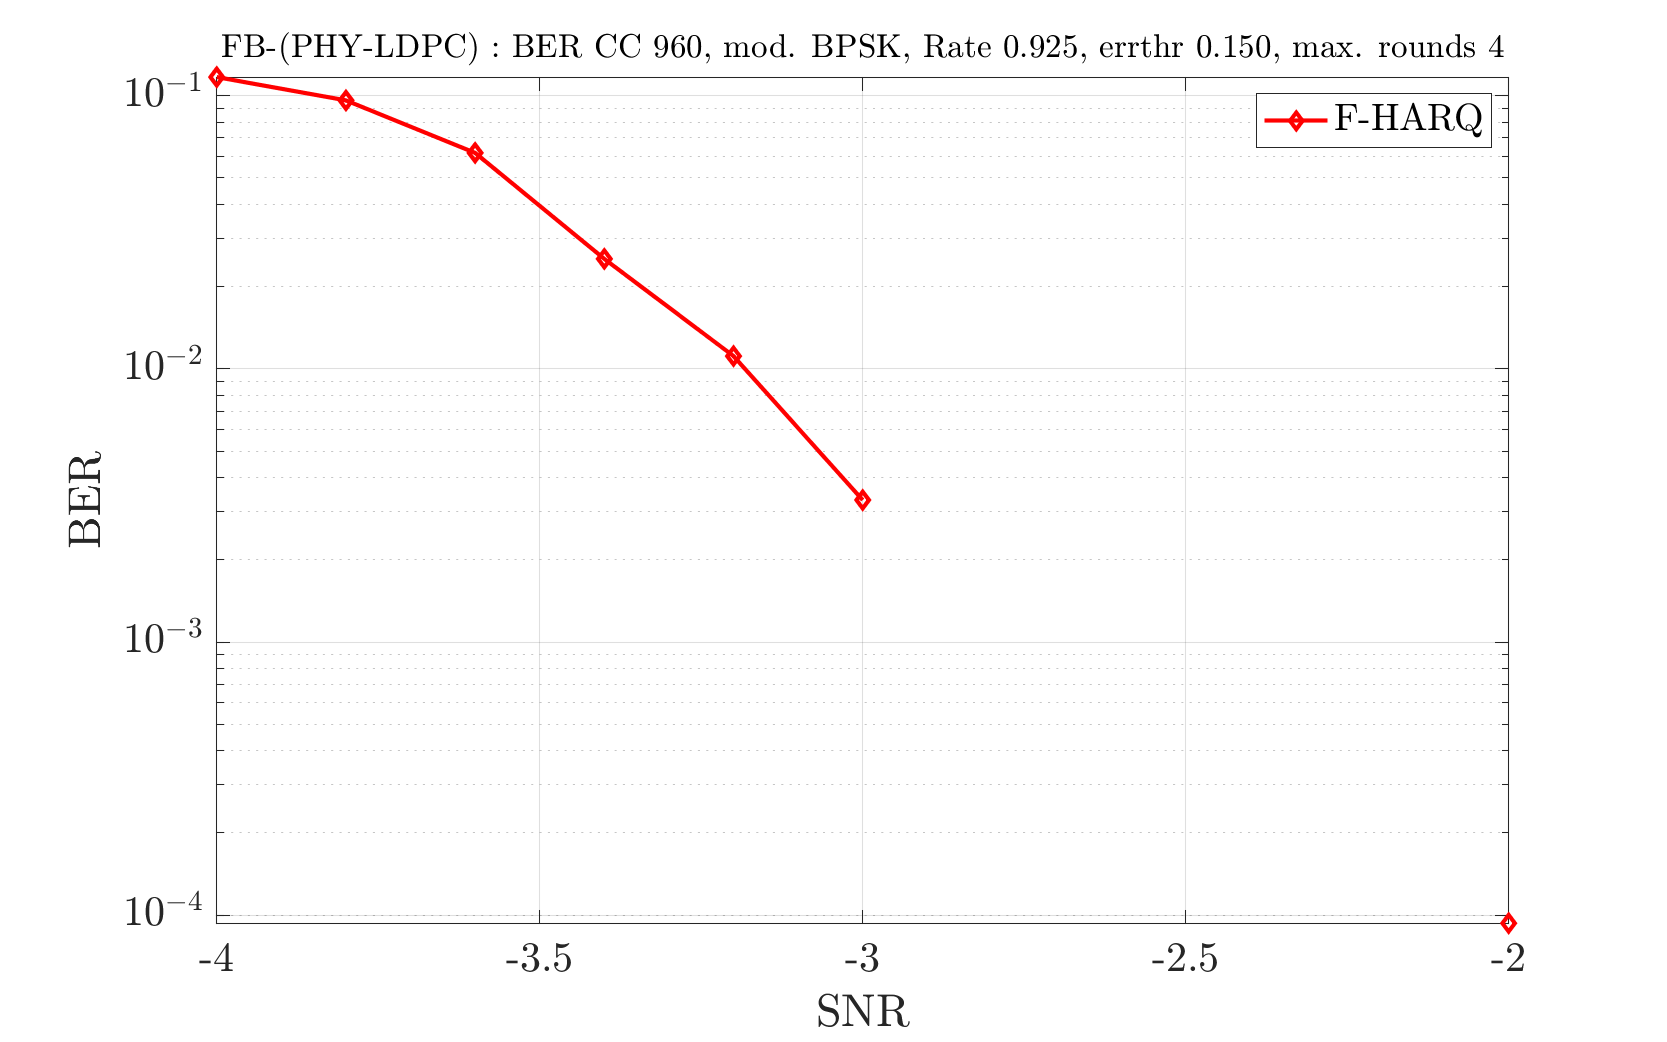 FB-(PHY-LDPC) : BER CC 960, mod. BPSK, Rate 0.925, errthr 0.150, max. rounds 4
F-HARQ
10⁻¹
10⁻²
10⁻³
10⁻⁴
BER
-4 -3.5 -3 -2.5 -2
SNR